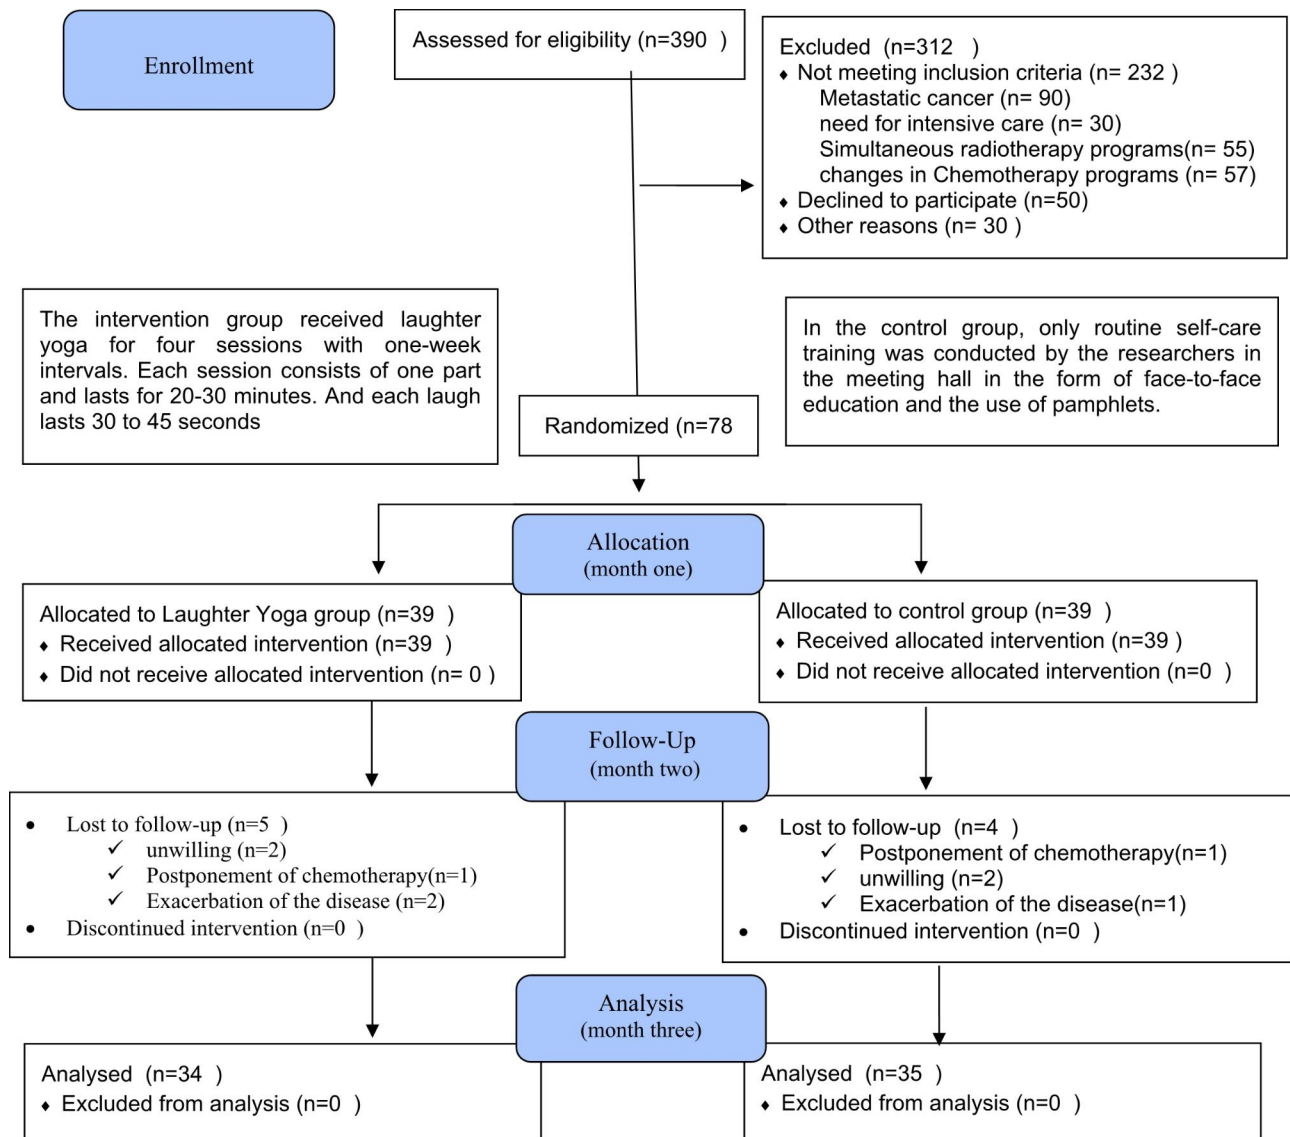 Enrollment
Assessed for eligibility (n=390  )
Excluded  (n=312   )
♦ Not meeting inclusion criteria (n= 232 )
Metastatic cancer (n= 90)
need for intensive care (n= 30)
Simultaneous radiotherapy programs(n= 55)
changes in Chemotherapy programs (n= 57)
♦ Declined to participate (n=50)
♦ Other reasons (n= 30 )
The intervention group received laughter
yoga for four sessions with one-week
intervals. Each session consists of one part
and lasts for 20-30 minutes. And each laugh
lasts 30 to 45 seconds
In the control group, only routine self-care
training was conducted by the researchers in
the meeting hall in the form of face-to-face
education and the use of pamphlets.
Randomized (n=78
Allocation
(month one)
Allocated to Laughter Yoga group (n=39  )
♦ Received allocated intervention (n=39  )
♦ Did not receive allocated intervention (n= 0 )
Allocated to control group (n=39  )
♦ Received allocated intervention (n=39  )
♦ Did not receive allocated intervention (n=0  )
Follow-Up
(month two)
• Lost to follow-up (n=5  )
✓ unwilling (n=2)
✓ Postponement of chemotherapy(n=1)
✓ Exacerbation of the disease (n=2)
• Discontinued intervention (n=0  )
• Lost to follow-up  (n=4  )
✓ Postponement of chemotherapy(n=1)
✓ unwilling (n=2)
✓ Exacerbation of the disease(n=1)
• Discontinued intervention (n=0  )
Analysis
(month three)
Analysed  (n=34  )
♦ Excluded from analysis (n=0  )
Analysed  (n=35  )
♦ Excluded from analysis (n=0  )